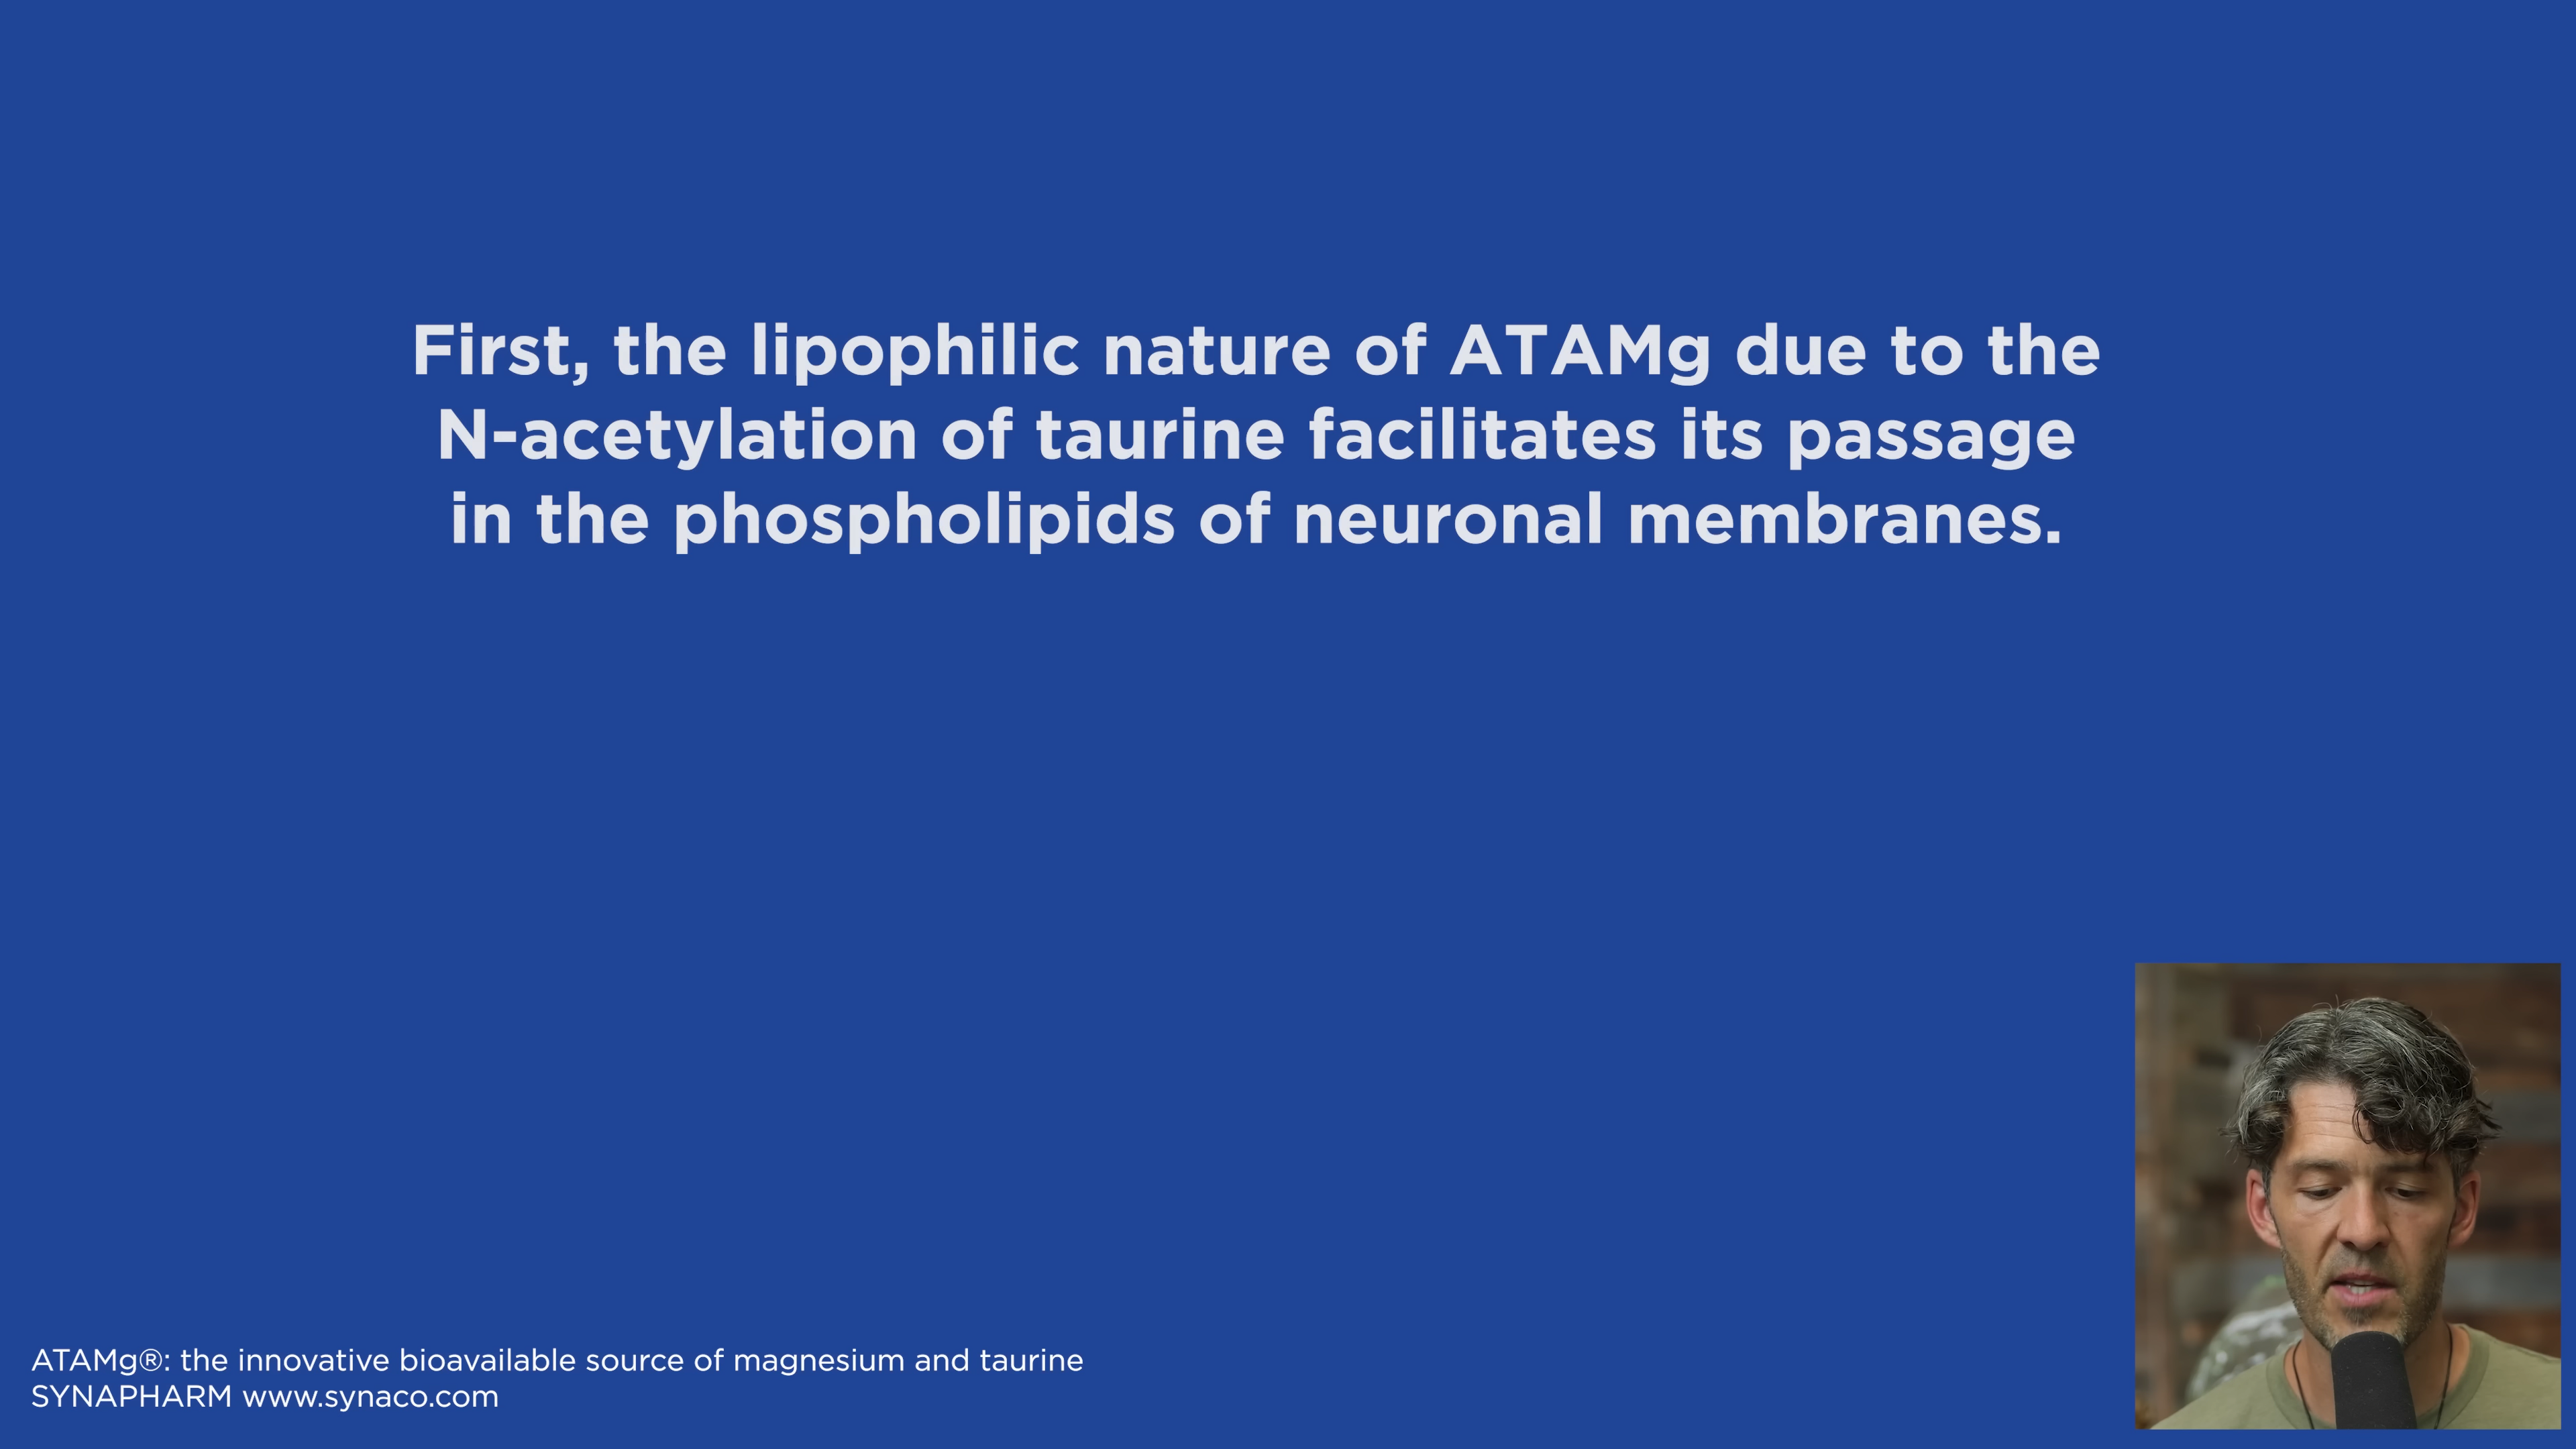 First, the lipophilic nature of ATAMg due to the
N-acetylation of taurine facilitates its passage
in the phospholipids of neuronal membranes.
ATAMg®: the innovative bioavailable source of magnesium and taurine
SYNAPHARM www.synaco.com